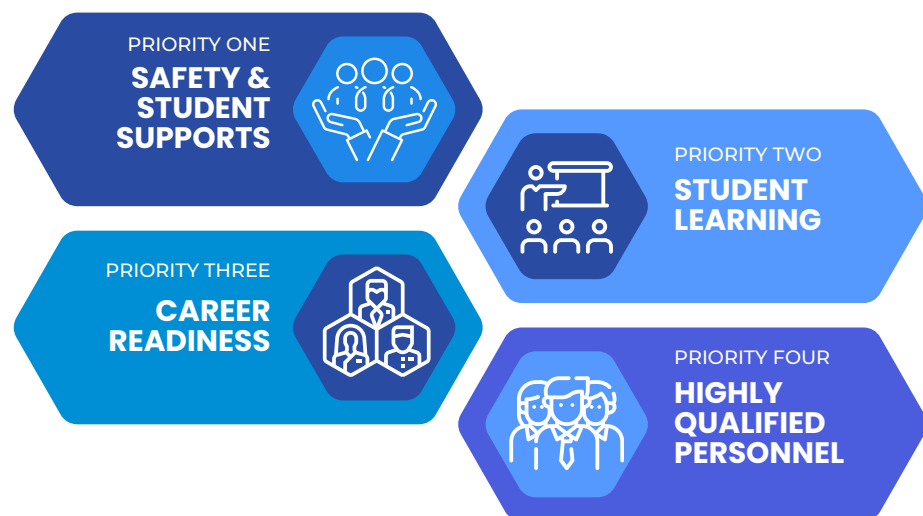 PRIORITY ONE
SAFETY &
STUDENT
SUPPORTS
PRIORITY TWO
STUDENT
LEARNING
PRIORITY THREE
CAREER
READINESS
PRIORITY FOUR
HIGHLY
QUALIFIED
PERSONNEL